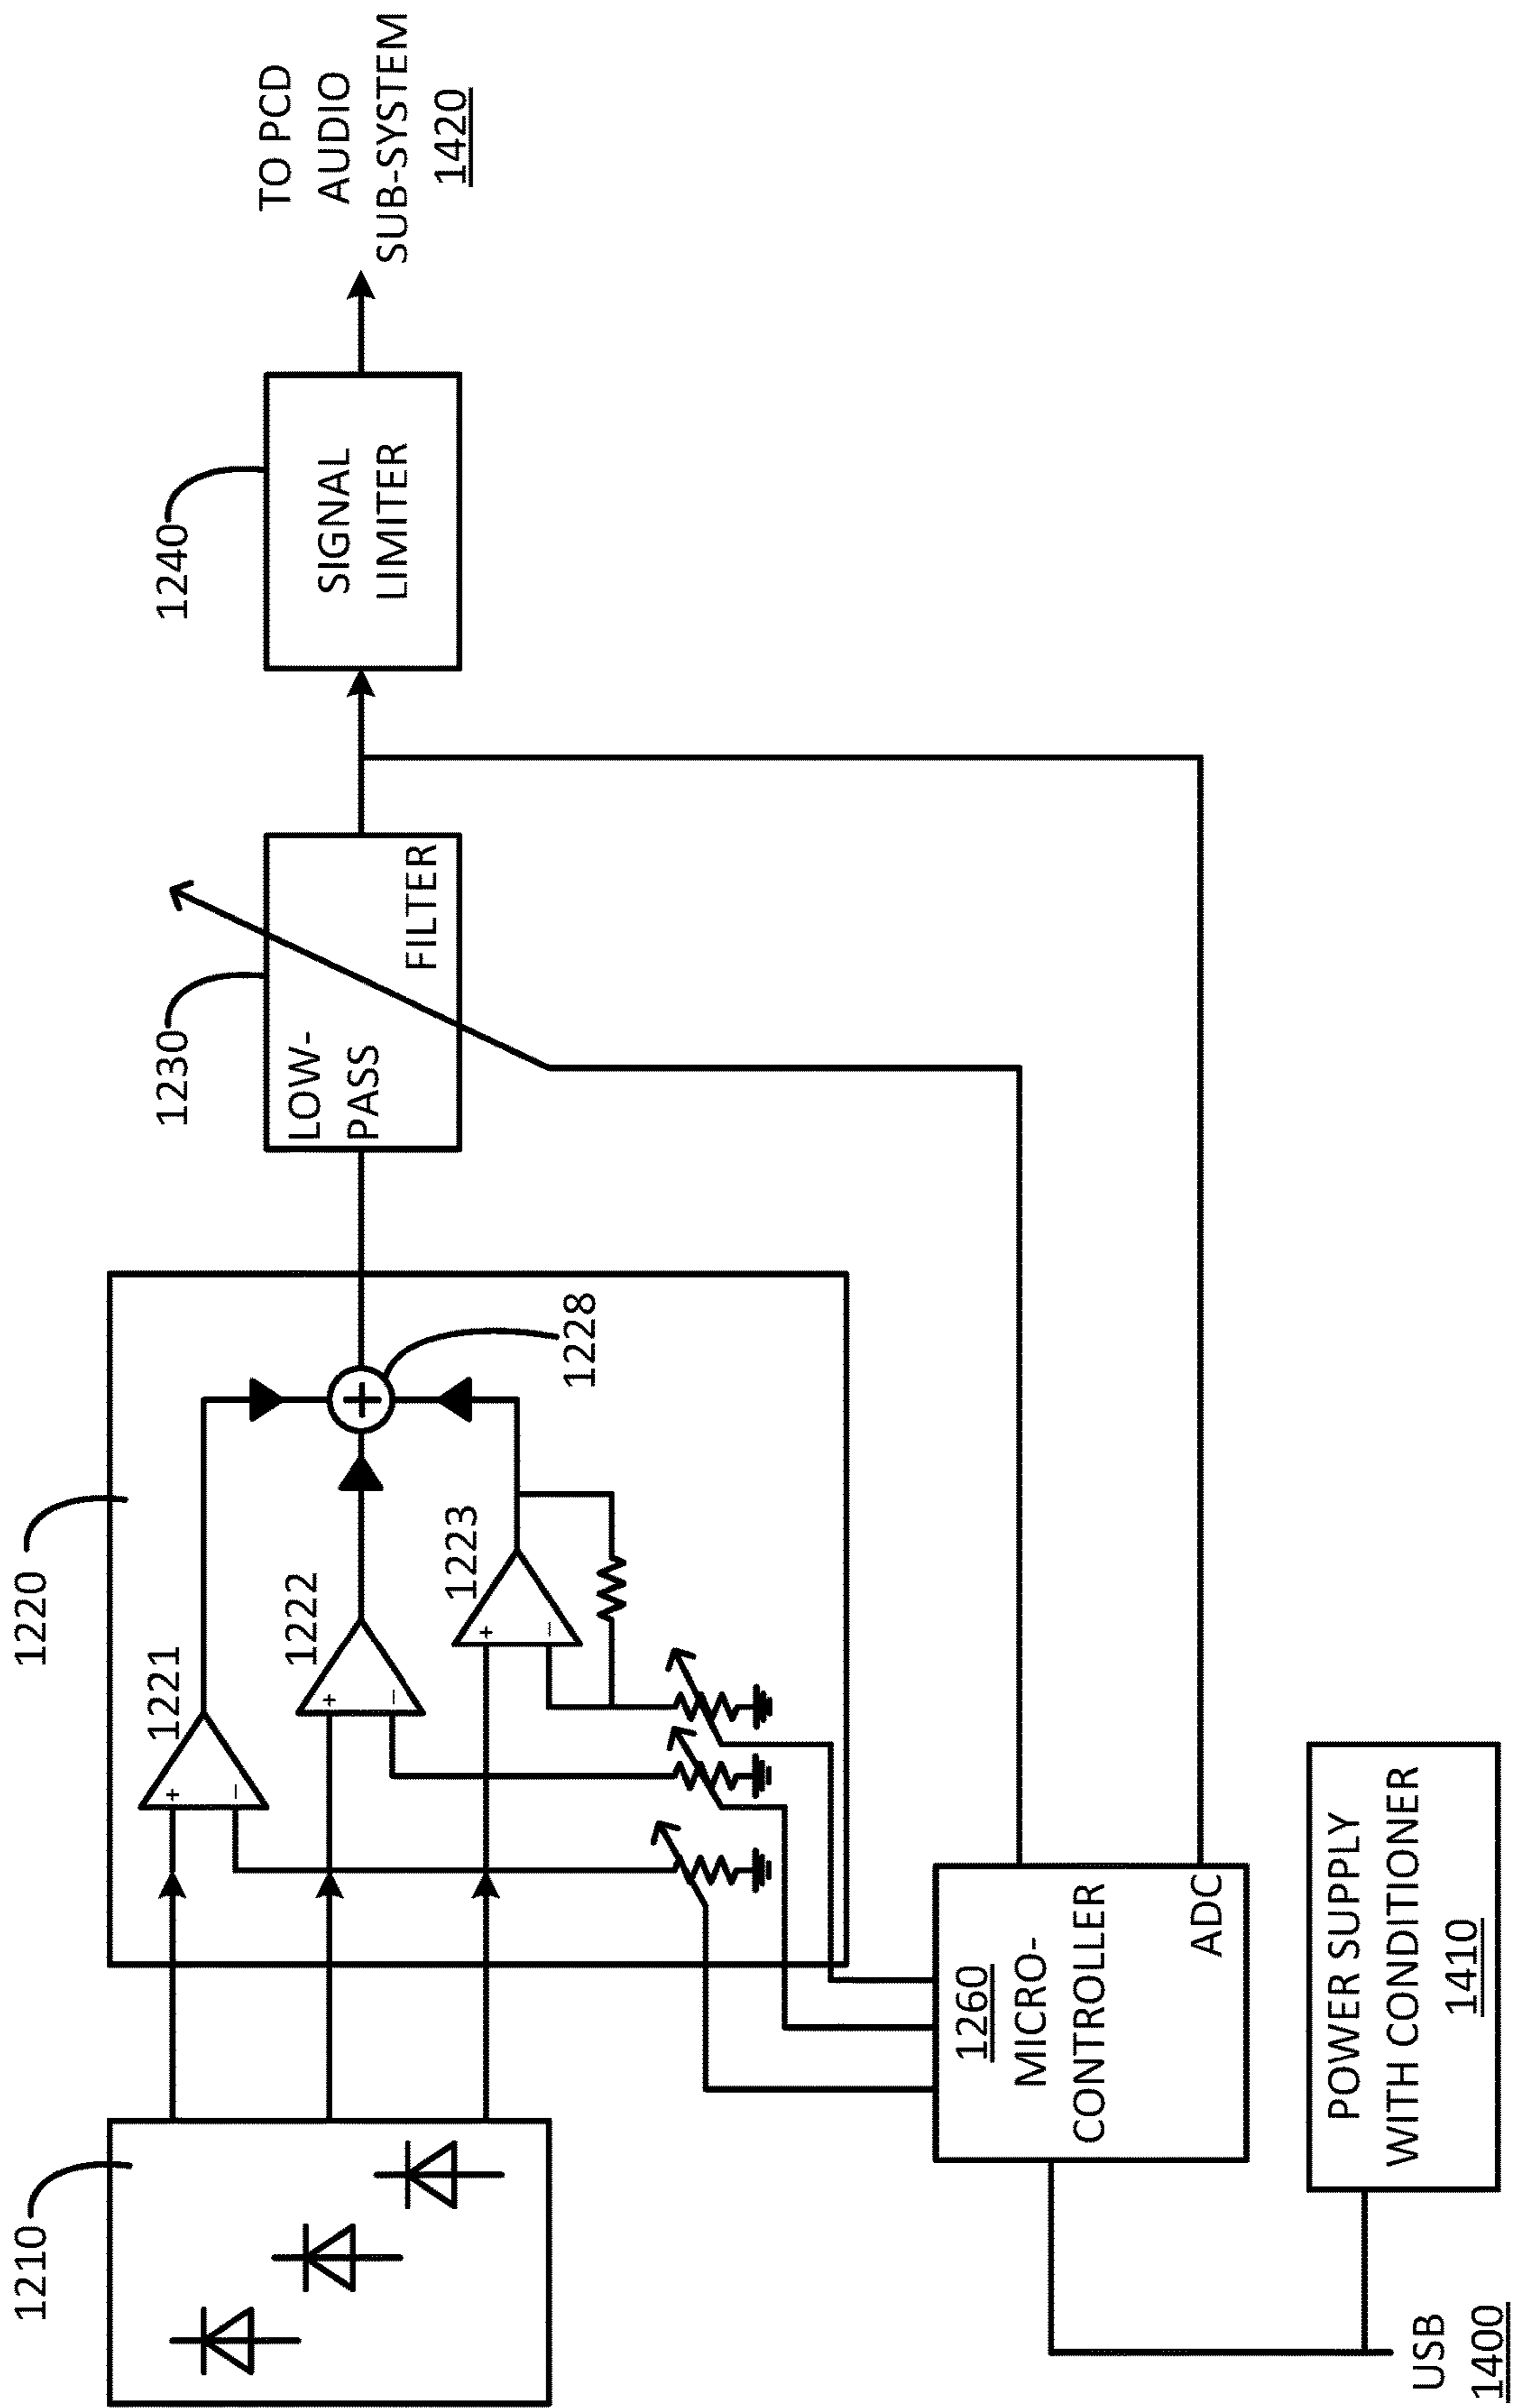 1210
1220
1221
+
−
1222
+
−
1223
+
−
1228
+
1230
LOW-
PASS
FILTER
1240
SIGNAL
LIMITER
TO PCD
AUDIO
SUB-SYSTEM
1420
1260
MICRO-
CONTROLLER
ADC
POWER SUPPLY
WITH CONDITIONER
1410
USB
1400